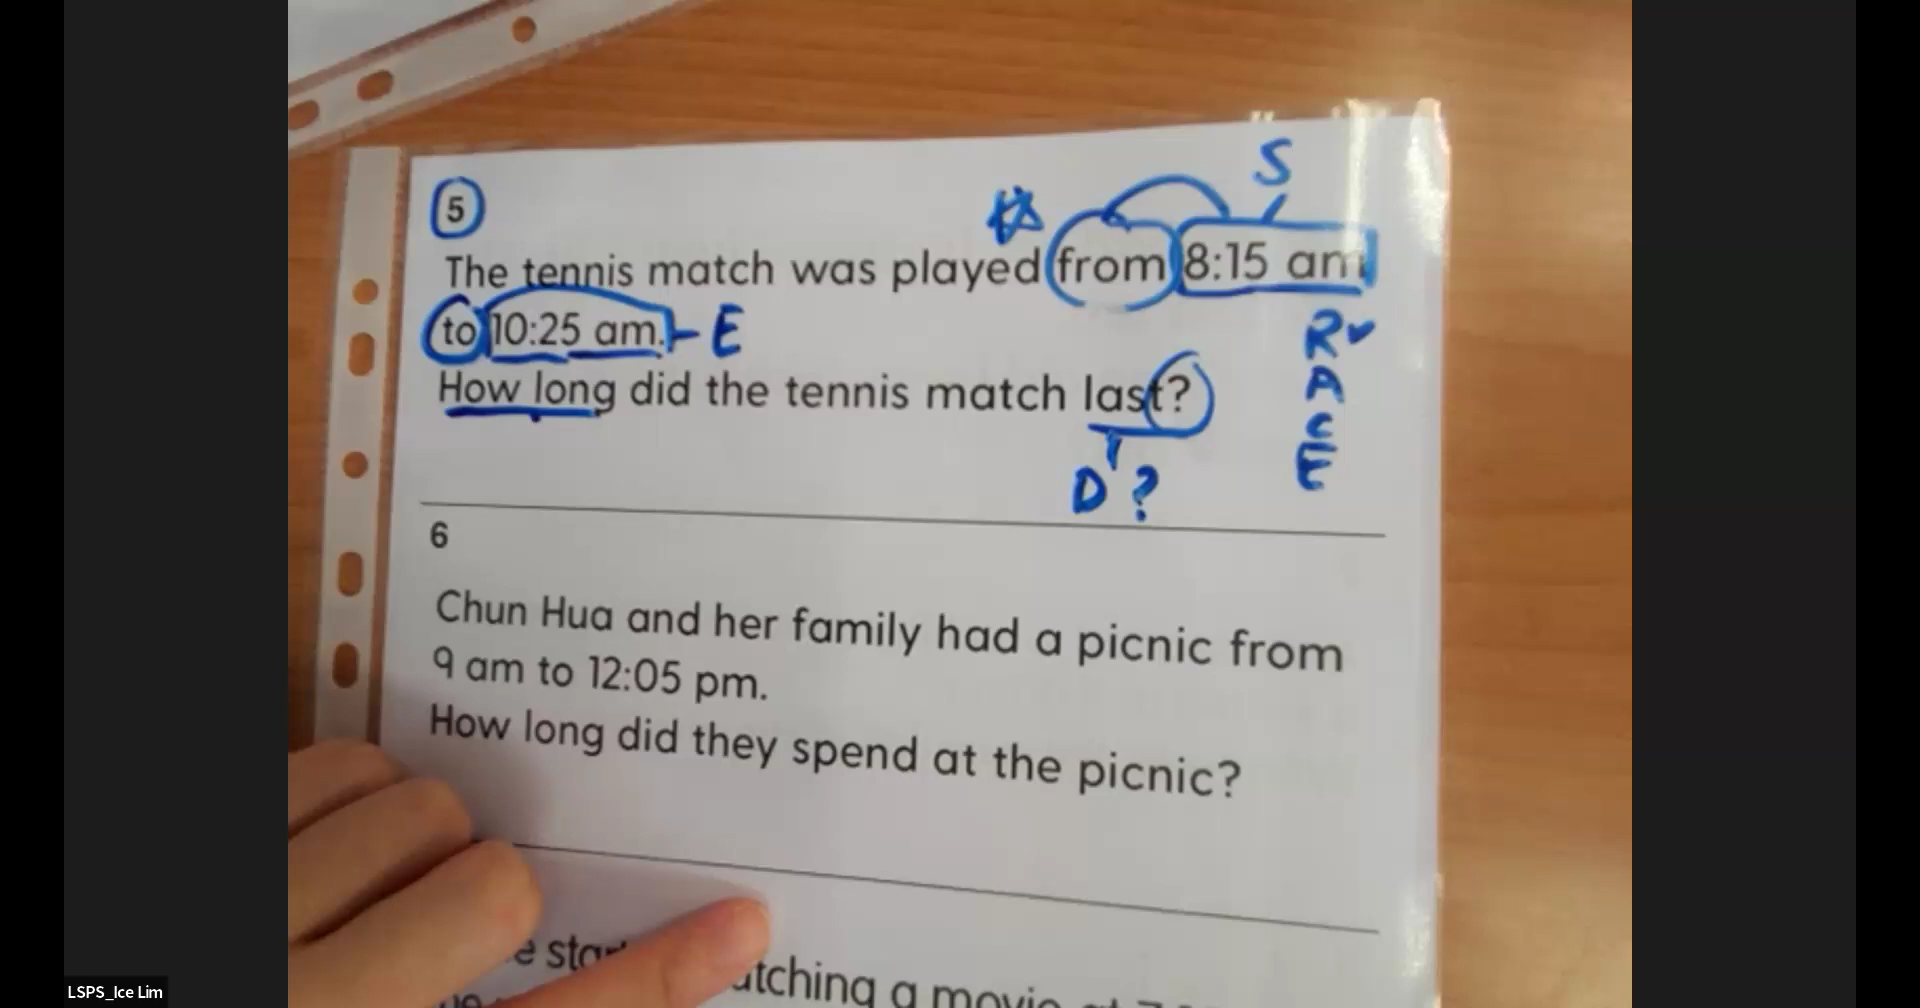 S
5
The tennis match was played from 8:15 am
to 10:25 am. E
How long did the tennis match last?
D ?
R
A
C
E
6
Chun Hua and her family had a picnic from
9 am to 12:05 pm.
How long did they spend at the picnic?
a movie at
LSPS_Ice Lim